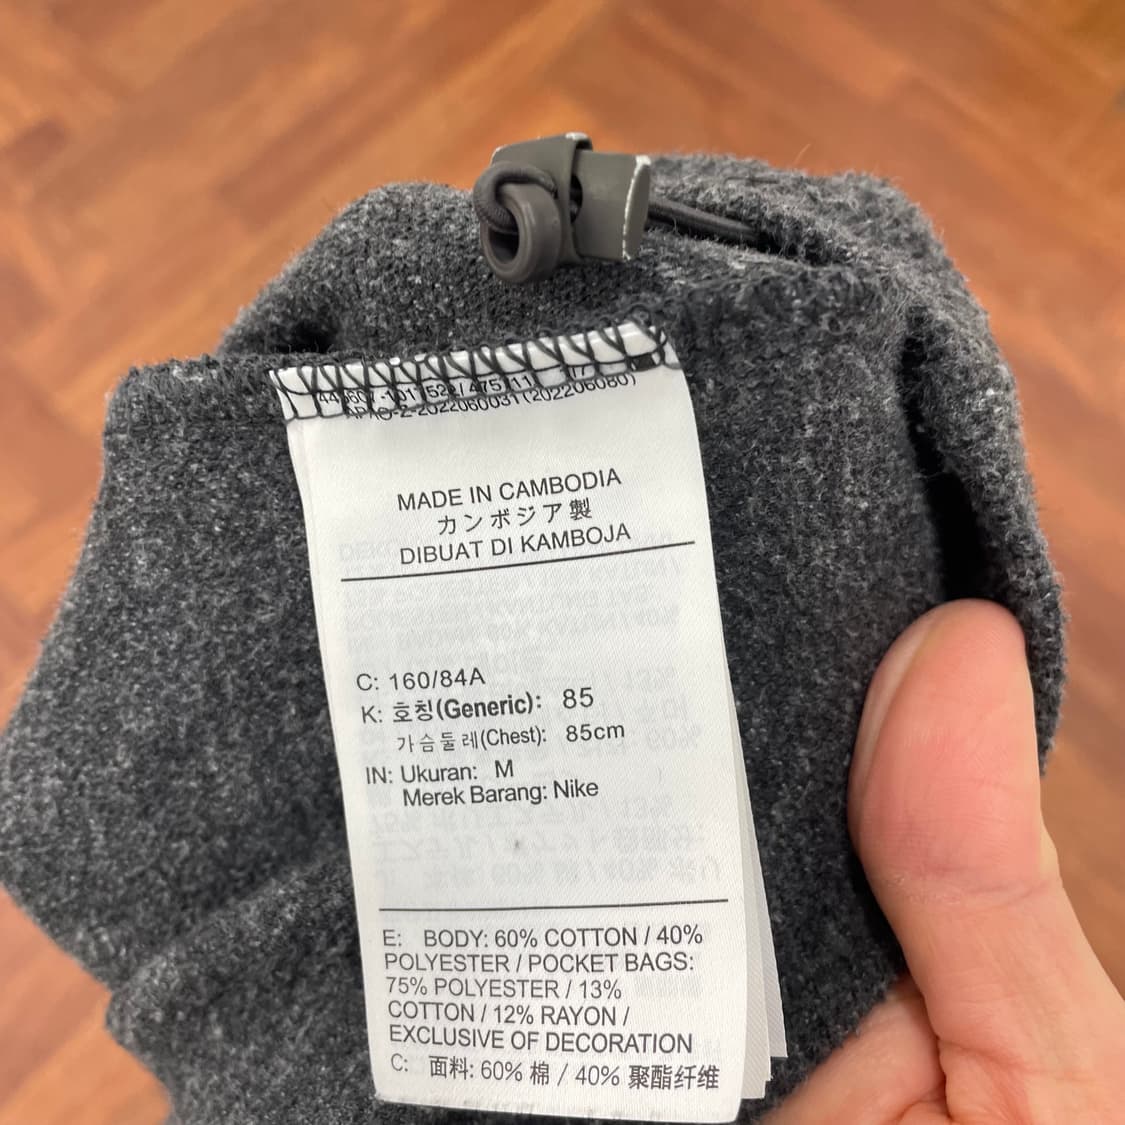 MADE IN CAMBODIA
カンボジア製
DIBUAT DI KAMBOJA
C: 160/84A
K: 호칭(Generic): 85
가슴둘레(Chest): 85cm
IN: Ukuran: M
Merek Barang: Nike
E: BODY: 60% COTTON / 40%
POLYESTER / POCKET BAGS:
75% POLYESTER / 13%
COTTON / 12% RAYON /
EXCLUSIVE OF DECORATION
C: 面料: 60% 棉 / 40% 聚酯纤维